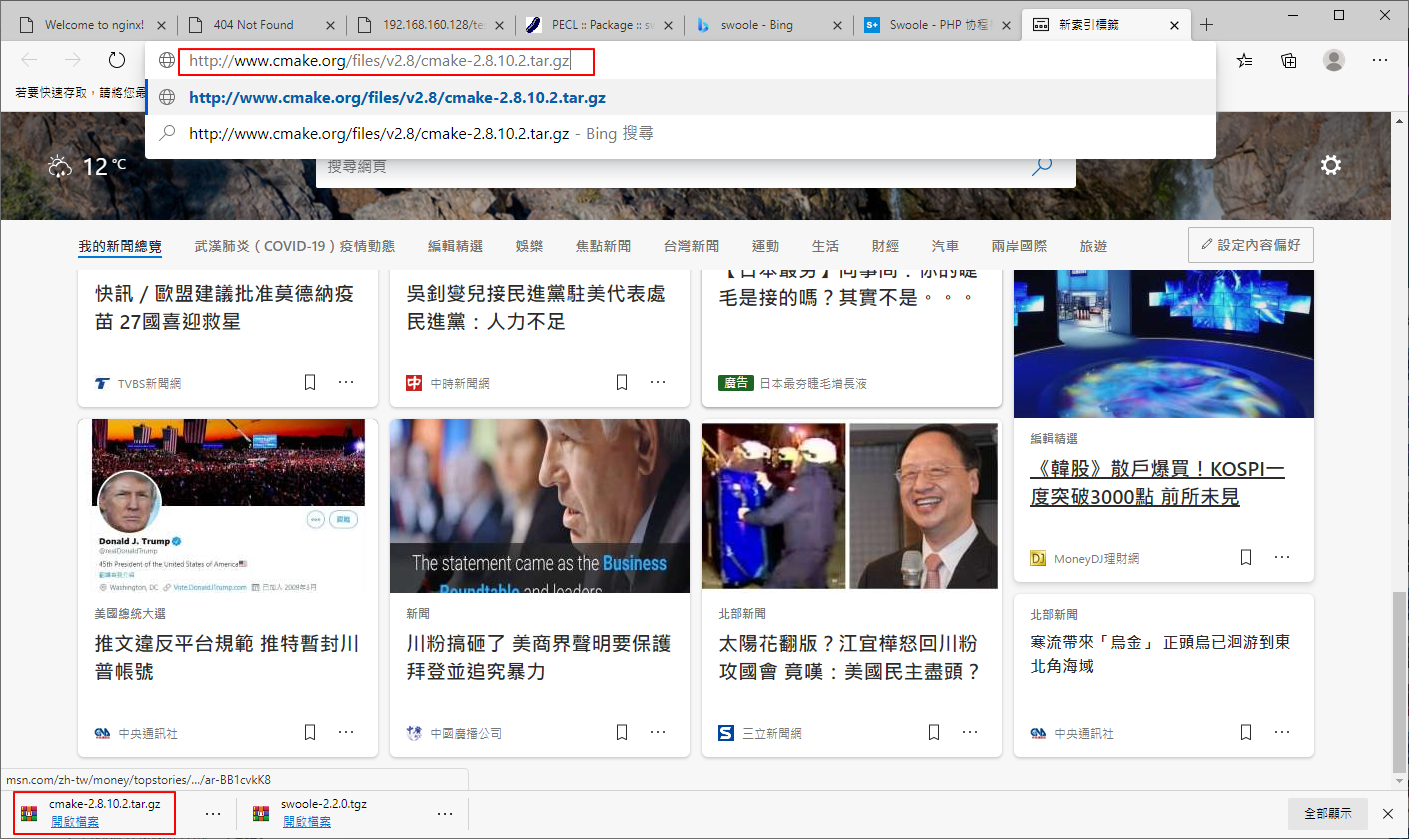 Welcome to nginx!
404 Not Found
192.168.160.128/te
PECL :: Package :: sw
swoole - Bing
Swoole - PHP 協程
新索引標籤
http://www.cmake.org/files/v2.8/cmake-2.8.10.2.tar.gz
若要快速存取，請將您最
http://www.cmake.org/files/v2.8/cmake-2.8.10.2.tar.gz
http://www.cmake.org/files/v2.8/cmake-2.8.10.2.tar.gz - Bing 搜尋
12 °C
搜尋網頁
我的新聞總覽
武漢肺炎 ( COVID-19 ) 疫情動態
編輯精選
娛樂
焦點新聞
台灣新聞
運動
生活
財經
汽車
兩岸國際
旅遊
設定內容偏好
快訊／歐盟建議批准莫德納疫
苗 27國喜迎救星
TVBS新聞網
吳釗燮兒接民進黨駐美代表處
民進黨：人力不足
中時新聞網
【日本最夯】同事問：你的睫
毛是接的嗎？其實不是。。。
廣告 日本最夯睫毛增長液
編輯精選
《韓股》散戶爆買！KOSPI一
度突破3000點 前所未見
MoneyDJ理財網
Donald J. Trump
@realDonaldTrump
45th President of the United States of America
Washington, DC Vote.DonaldJTrump.com
美國總統大選
推文違反平台規範 推特暫封川
普帳號
中央通訊社
The statement came as the Business
Roundtable and leaders
新聞
川粉搞砸了 美商界聲明要保護
拜登並追究暴力
中國廣播公司
北部新聞
太陽花翻版？江宜樺怒回川粉
攻國會 竟嘆：美國民主盡頭？
三立新聞網
北部新聞
寒流帶來「烏金」 正頭烏已洄游到東
北角海域
中央通訊社
msn.com/zh-tw/money/topstories/.../ar-BB1cvkK8
cmake-2.8.10.2.tar.gz
開啟檔案
swoole-2.2.0.tgz
開啟檔案
全部顯示